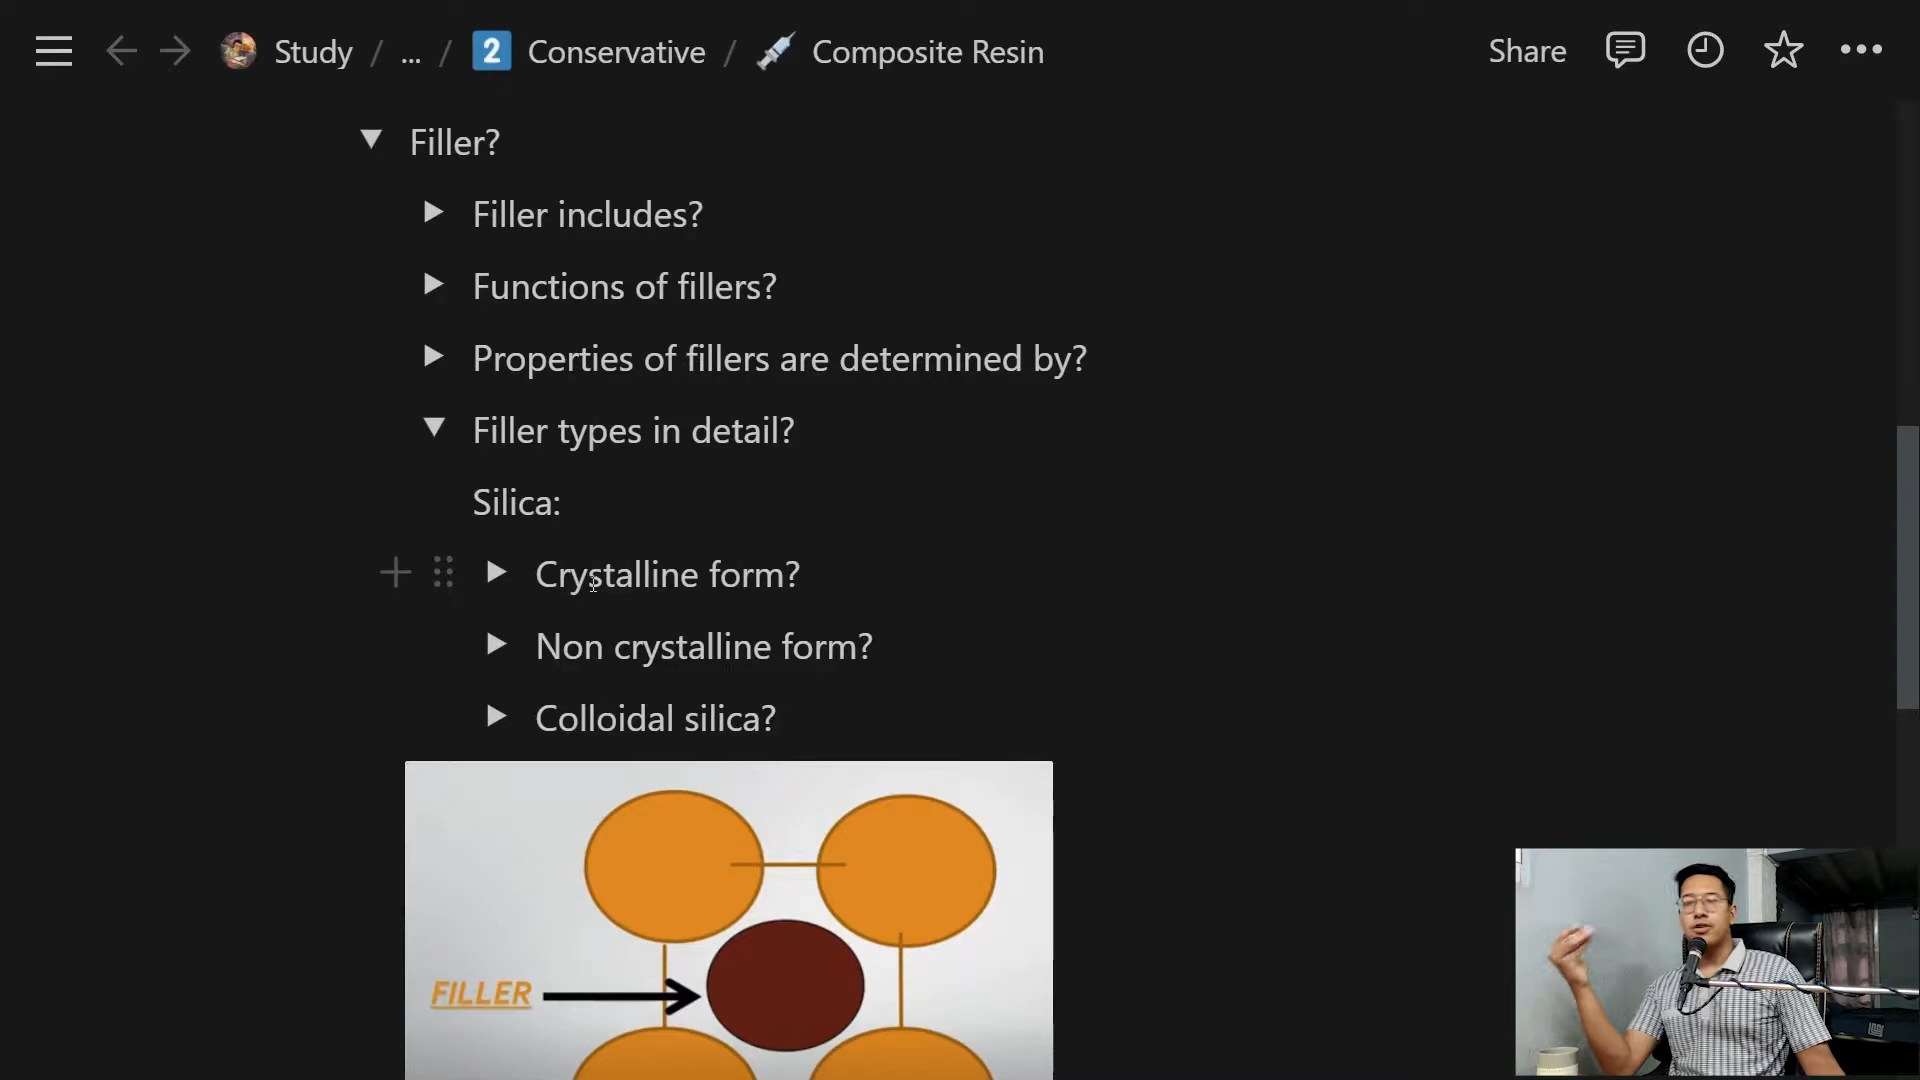 Study / ... / 2 Conservative / Composite Resin
Share
Filler?
Filler includes?
Functions of fillers?
Properties of fillers are determined by?
Filler types in detail?
Silica:
Crystalline form?
Non crystalline form?
Colloidal silica?
FILLER